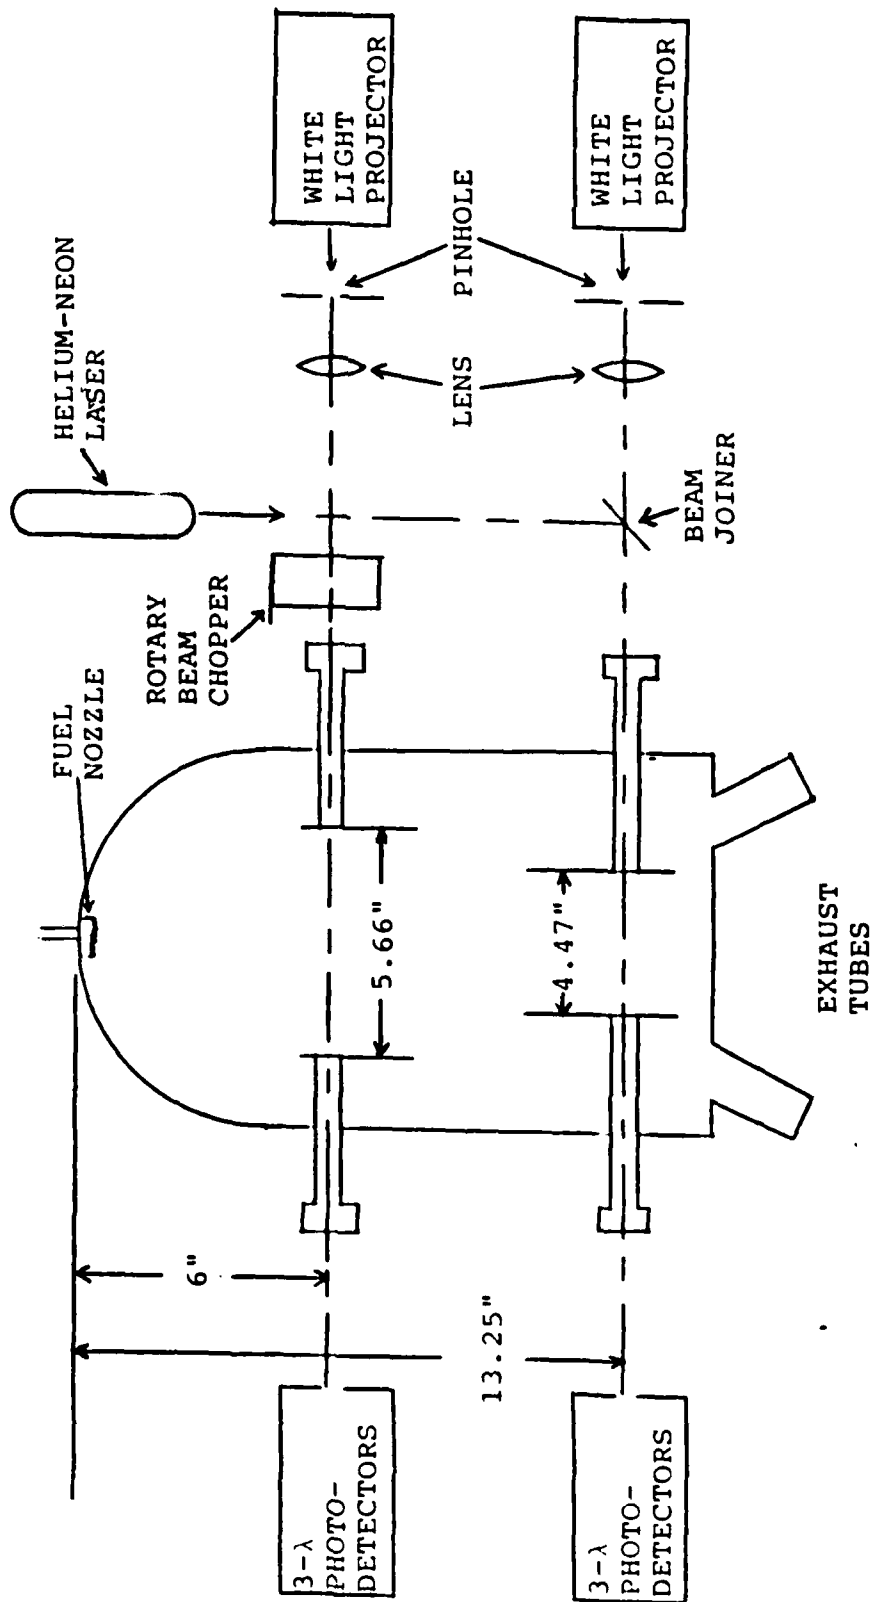 HELIUM-NEON
LASER
WHITE
LIGHT
PROJECTOR
WHITE
LIGHT
PROJECTOR
PINHOLE
LENS
BEAM
JOINER
ROTARY
BEAM
CHOPPER
FUEL
NOZZLE
5.66"
4.47"
EXHAUST
TUBES
6"
13.25"
3-λ
PHOTO-
DETECTORS
3-λ
PHOTO-
DETECTORS